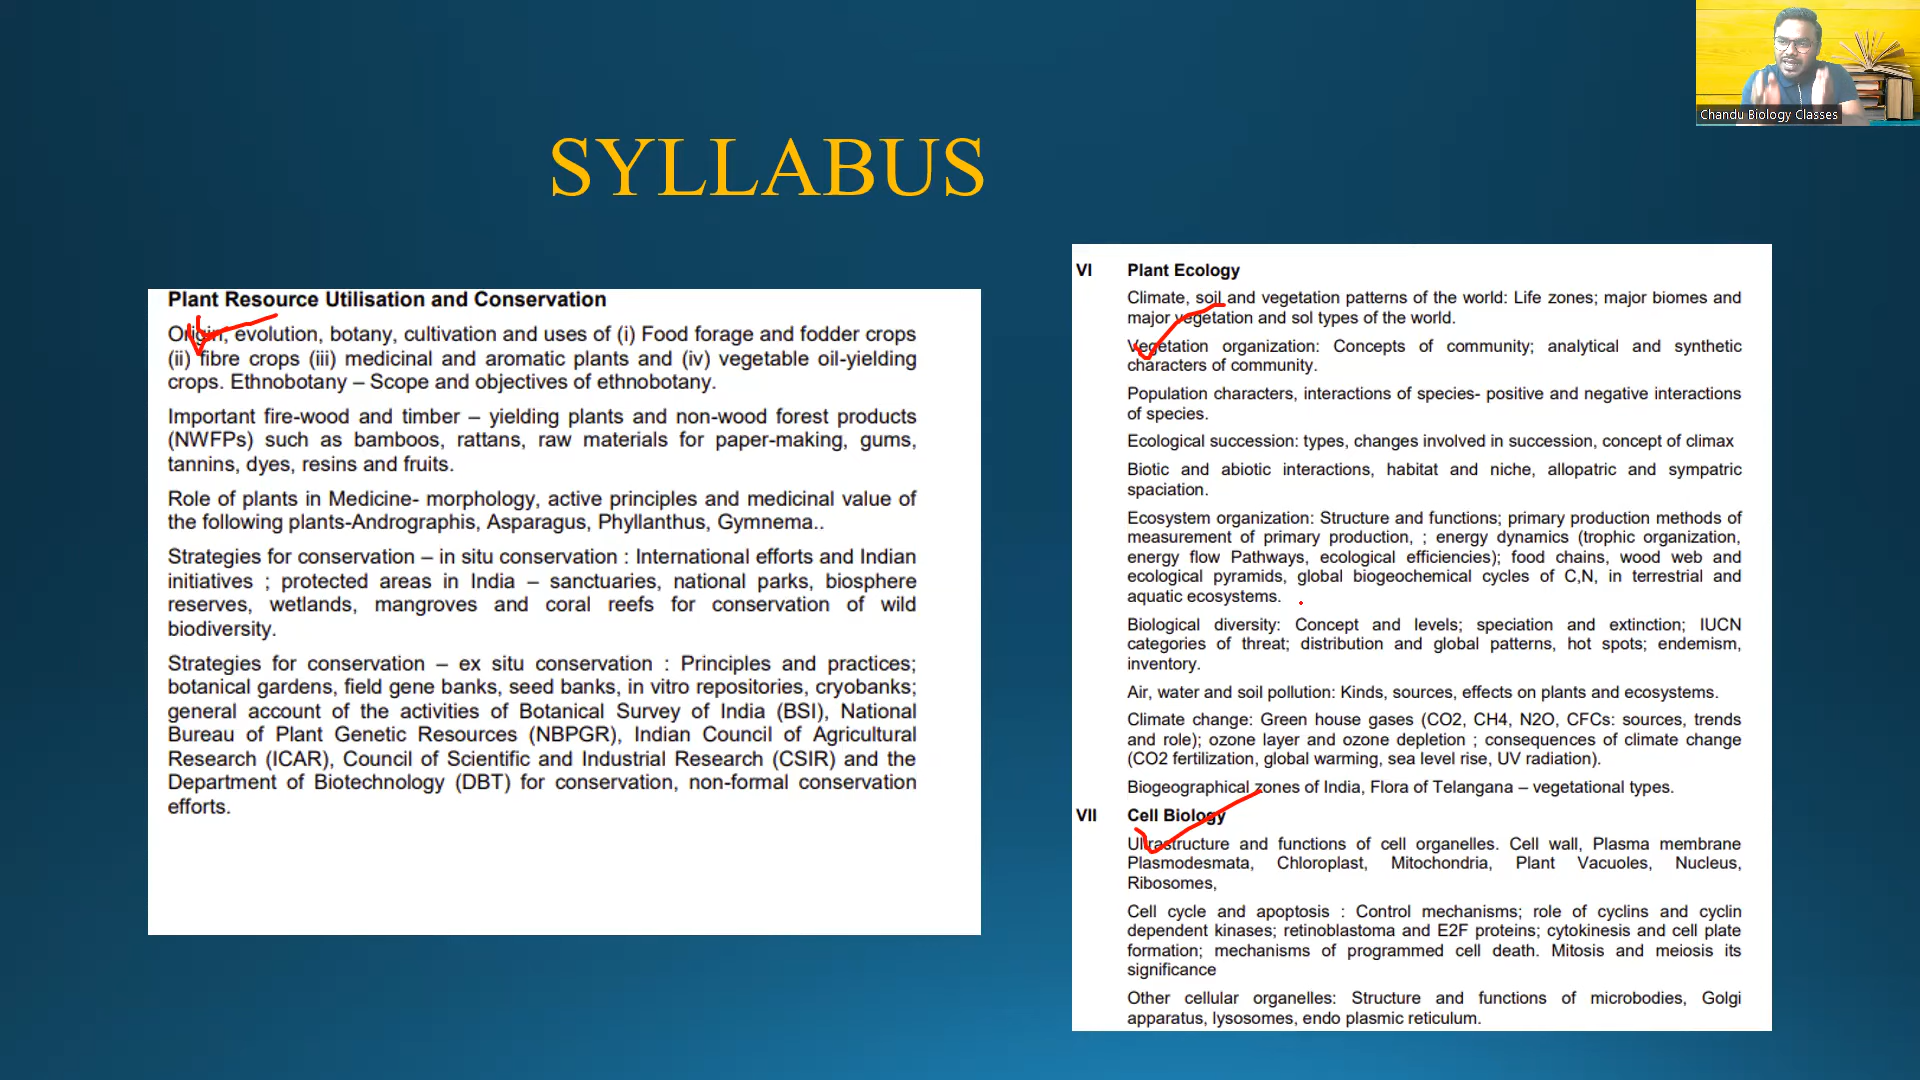 Chandu Biology Classes
SYLLABUS
Plant Resource Utilisation and Conservation
Origin, evolution, botany, cultivation and uses of (i) Food forage and fodder crops
(ii) fibre crops (iii) medicinal and aromatic plants and (iv) vegetable oil-yielding
crops. Ethnobotany – Scope and objectives of ethnobotany.
Important fire-wood and timber – yielding plants and non-wood forest products
(NWFPs) such as bamboos, rattans, raw materials for paper-making, gums,
tannins, dyes, resins and fruits.
Role of plants in Medicine- morphology, active principles and medicinal value of
the following plants-Andrographis, Asparagus, Phyllanthus, Gymnema..
Strategies for conservation – in situ conservation : International efforts and Indian
initiatives ; protected areas in India – sanctuaries, national parks, biosphere
reserves, wetlands, mangroves and coral reefs for conservation of wild
biodiversity.
Strategies for conservation – ex situ conservation : Principles and practices;
botanical gardens, field gene banks, seed banks, in vitro repositories, cryobanks;
general account of the activities of Botanical Survey of India (BSI), National
Bureau of Plant Genetic Resources (NBPGR), Indian Council of Agricultural
Research (ICAR), Council of Scientific and Industrial Research (CSIR) and the
Department of Biotechnology (DBT) for conservation, non-formal conservation
efforts.
VI Plant Ecology
Climate, soil and vegetation patterns of the world: Life zones; major biomes and
major vegetation and sol types of the world.
Vegetation organization: Concepts of community; analytical and synthetic
characters of community.
Population characters, interactions of species- positive and negative interactions
of species.
Ecological succession: types, changes involved in succession, concept of climax
Biotic and abiotic interactions, habitat and niche, allopatric and sympatric
spaciation.
Ecosystem organization: Structure and functions; primary production methods of
measurement of primary production, ; energy dynamics (trophic organization,
energy flow Pathways, ecological efficiencies); food chains, wood web and
ecological pyramids, global biogeochemical cycles of C,N, in terrestrial and
aquatic ecosystems.
Biological diversity: Concept and levels; speciation and extinction; IUCN
categories of threat; distribution and global patterns, hot spots; endemism,
inventory.
Air, water and soil pollution: Kinds, sources, effects on plants and ecosystems.
Climate change: Green house gases (CO2, CH4, N2O, CFCs: sources, trends
and role); ozone layer and ozone depletion ; consequences of climate change
(CO2 fertilization, global warming, sea level rise, UV radiation).
Biogeographical zones of India, Flora of Telangana – vegetational types.
VII Cell Biology
Ultrastructure and functions of cell organelles. Cell wall, Plasma membrane
Plasmodesmata, Chloroplast, Mitochondria, Plant Vacuoles, Nucleus,
Ribosomes,
Cell cycle and apoptosis : Control mechanisms; role of cyclins and cyclin
dependent kinases; retinoblastoma and E2F proteins; cytokinesis and cell plate
formation; mechanisms of programmed cell death. Mitosis and meiosis its
significance
Other cellular organelles: Structure and functions of microbodies, Golgi
apparatus, lysosomes, endo plasmic reticulum.